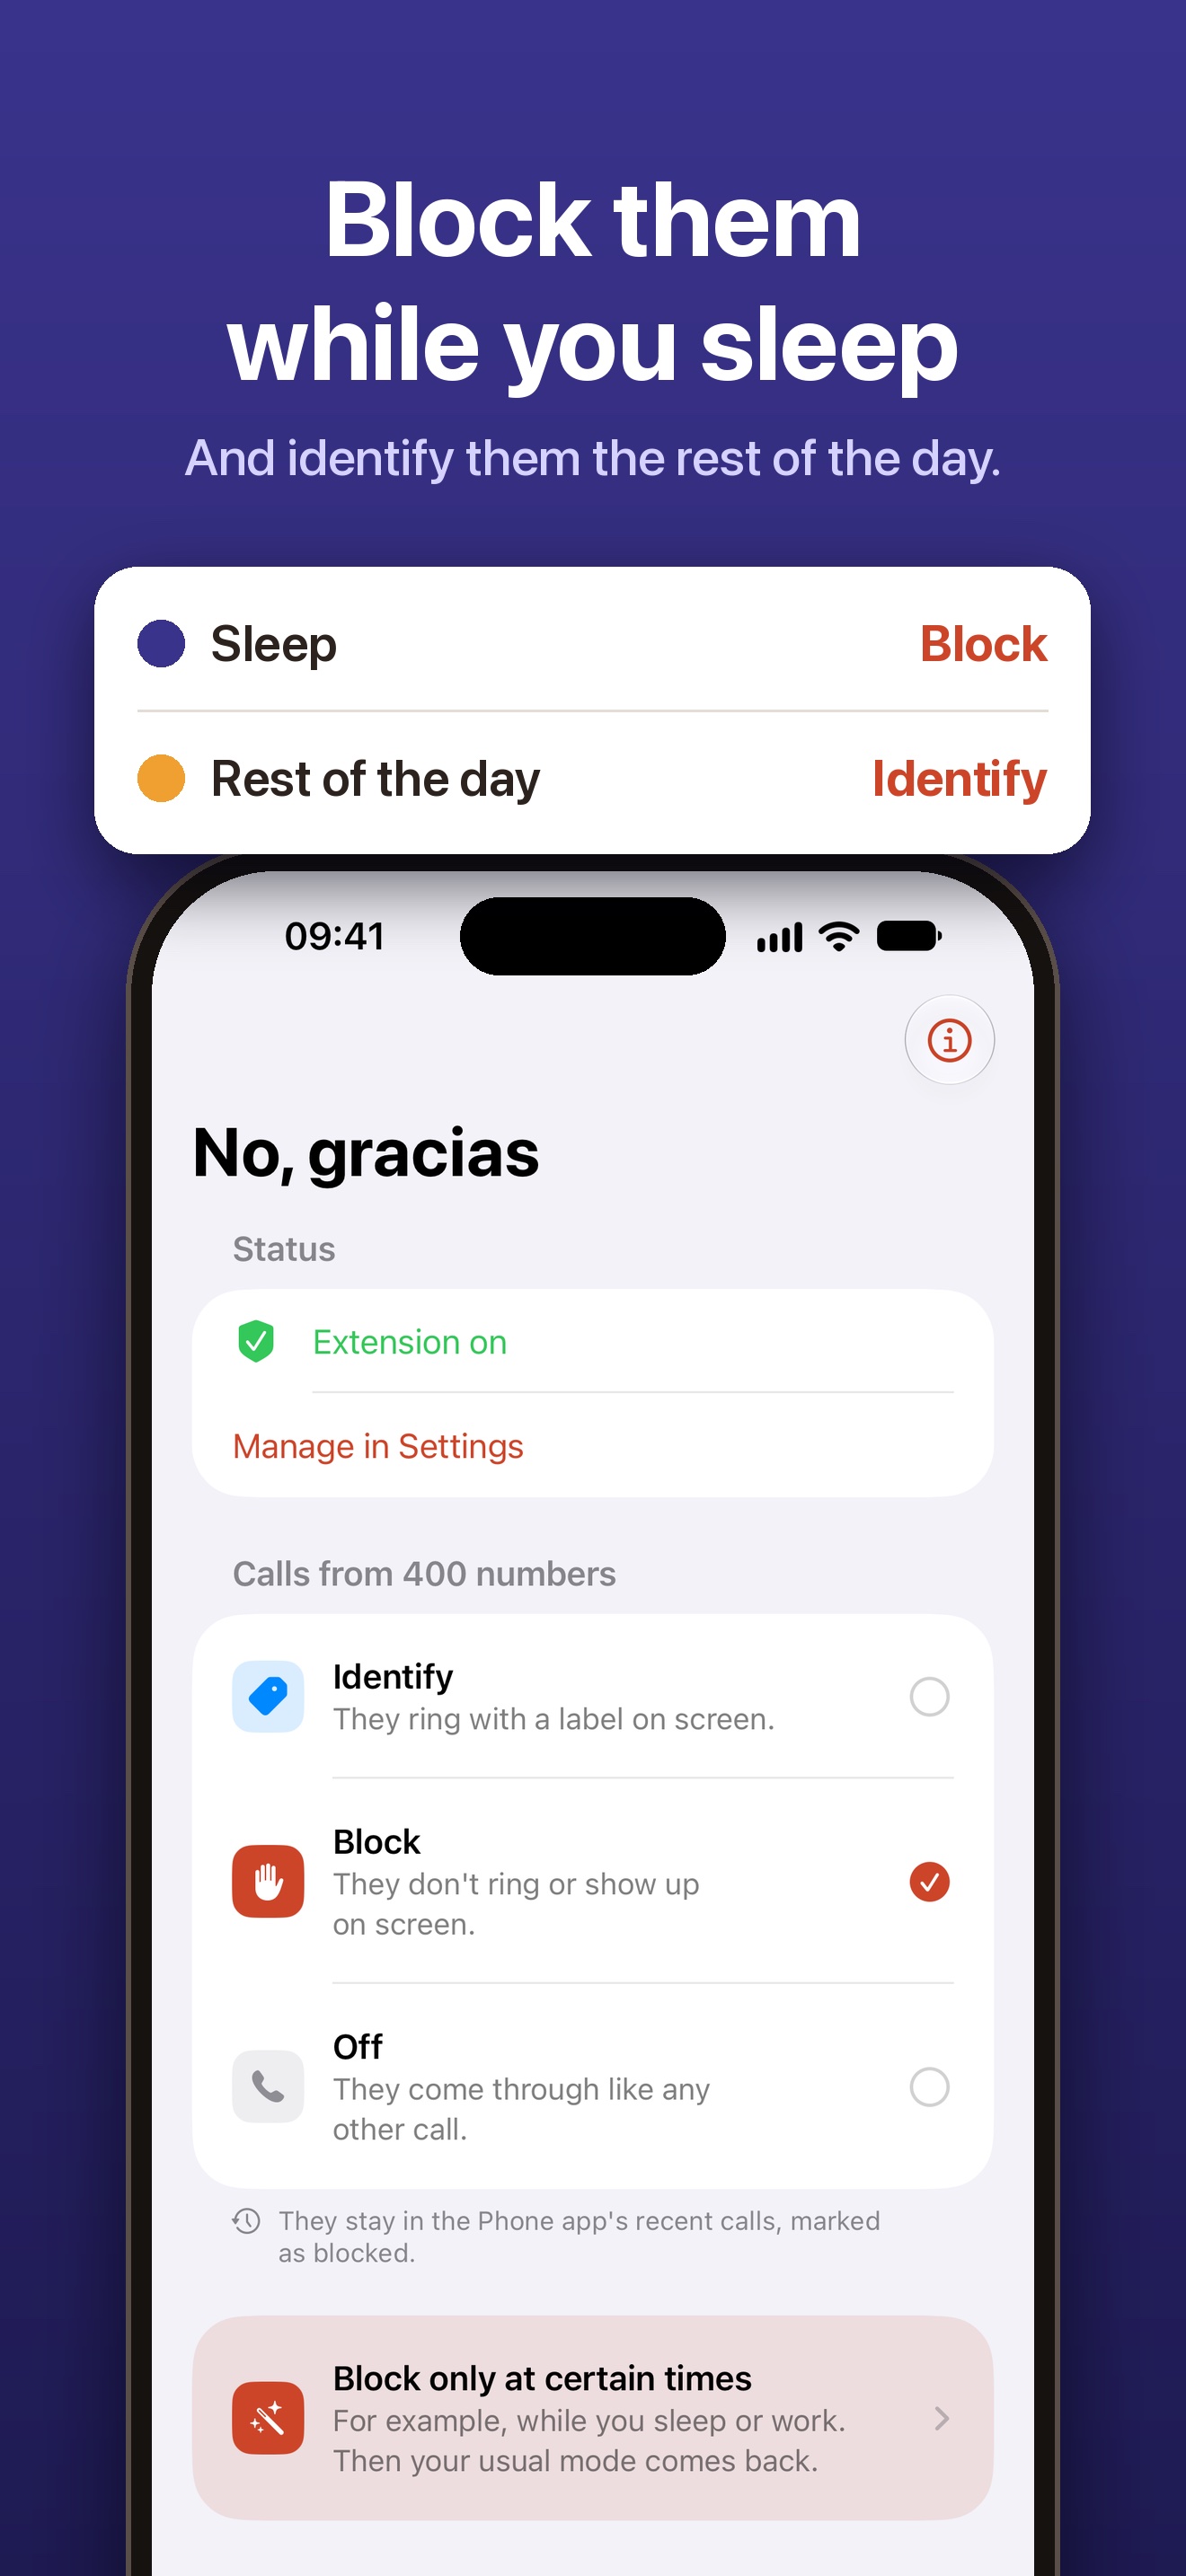 Block them
while you sleep
And identify them the rest of the day.
Sleep Block
Rest of the day Identify
09:41
No, gracias
Status
Extension on
Manage in Settings
Calls from 400 numbers
Identify
They ring with a label on screen.
Block
They don't ring or show up
on screen.
Off
They come through like any
other call.
They stay in the Phone app's recent calls, marked
as blocked.
Block only at certain times
For example, while you sleep or work.
Then your usual mode comes back.